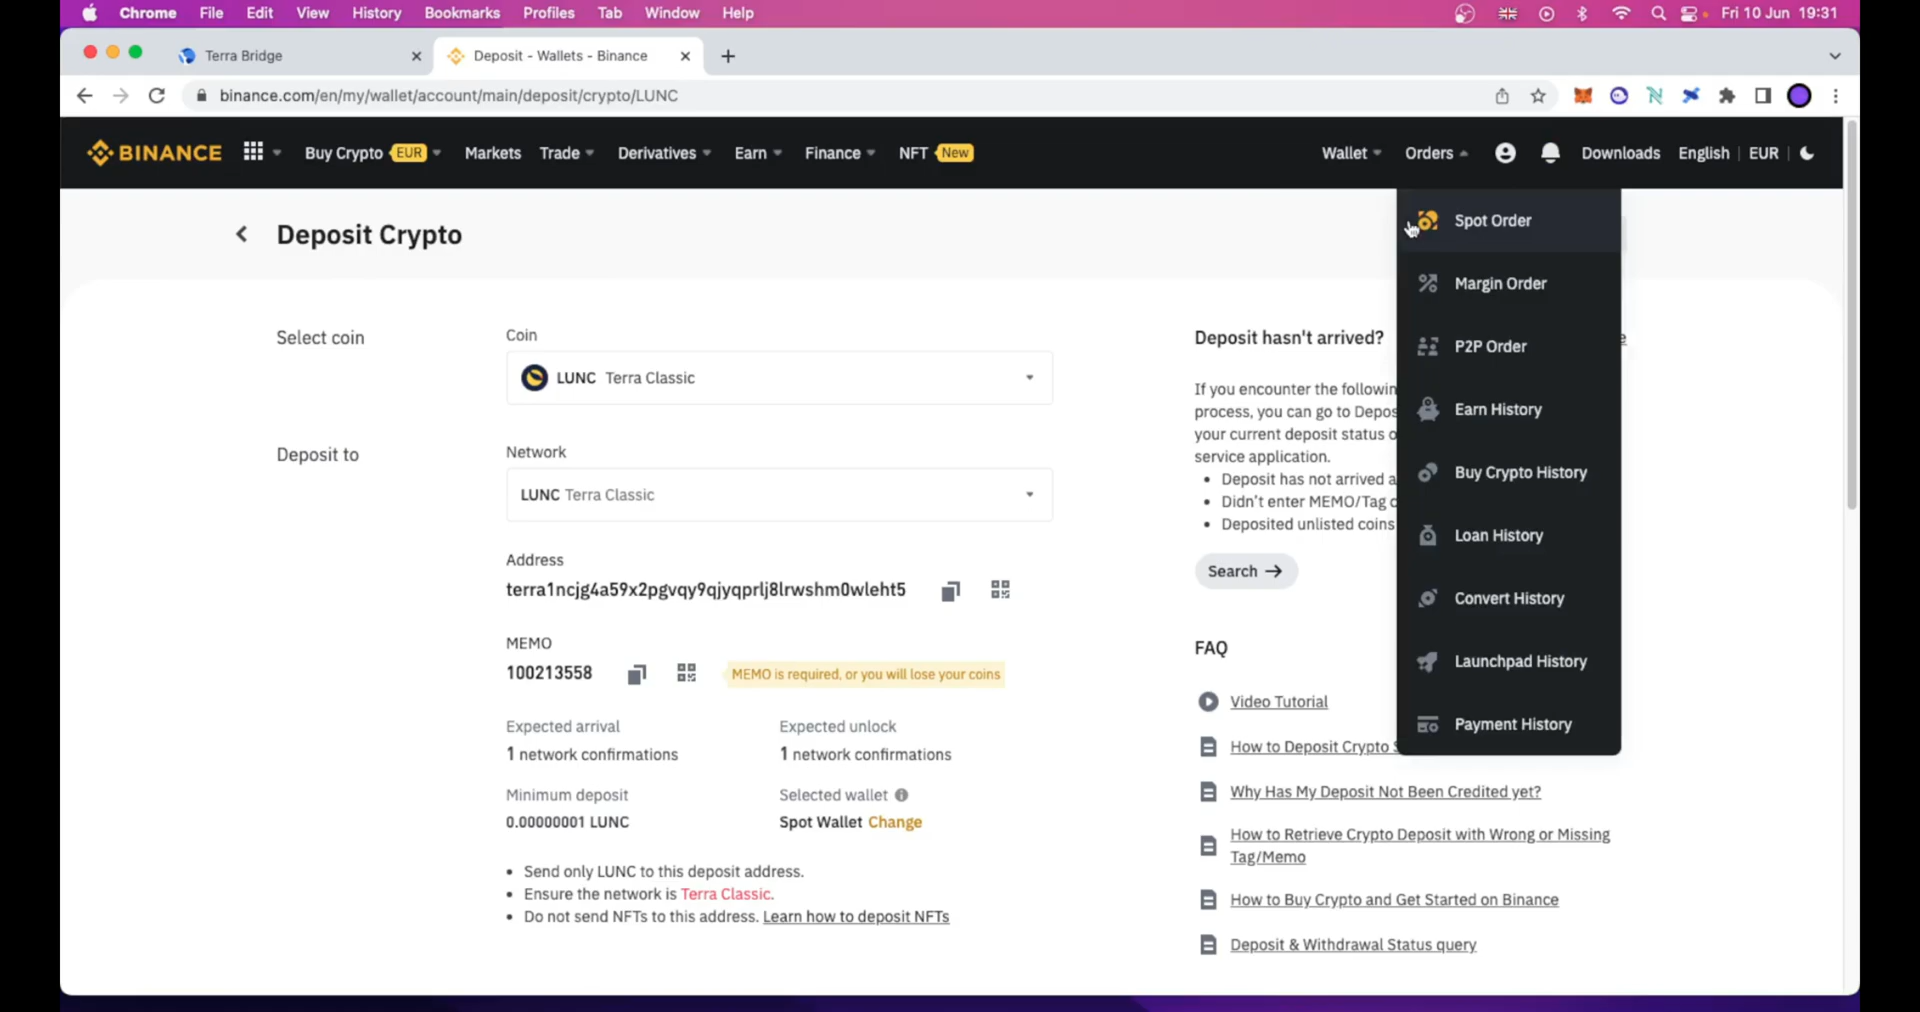 Chrome File Edit View History Bookmarks Profiles Tab Window Help Fri 10 Jun 19:31
Terra Bridge Deposit - Wallets - Binance
binance.com/en/my/wallet/account/main/deposit/crypto/LUNC
BINANCE Buy Crypto EUR Markets Trade Derivatives Earn Finance NFT New Wallet Orders Downloads English EUR
Deposit Crypto
Select coin
Coin
LUNC Terra Classic
Deposit to
Network
LUNC Terra Classic
Address
terra1ncjg4a59x2pgvqy9qjyqprlj8lrwshm0wleht5
MEMO
100213558 MEMO is required, or you will lose your coins
Expected arrival Expected unlock
1 network confirmations 1 network confirmations
Minimum deposit Selected wallet
0.00000001 LUNC Spot Wallet Change
• Send only LUNC to this deposit address.
• Ensure the network is Terra Classic.
• Do not send NFTs to this address. Learn how to deposit NFTs
Deposit hasn't arrived? e
If you encounter the followin
process, you can go to Depos
your current deposit status o
service application.
• Deposit has not arrived a
• Didn't enter MEMO/Tag c
• Deposited unlisted coins
Search →
FAQ
Video Tutorial
How to Deposit Crypto S
Why Has My Deposit Not Been Credited yet?
How to Retrieve Crypto Deposit with Wrong or Missing
Tag/Memo
How to Buy Crypto and Get Started on Binance
Deposit & Withdrawal Status query
Spot Order
Margin Order
P2P Order
Earn History
Buy Crypto History
Loan History
Convert History
Launchpad History
Payment History